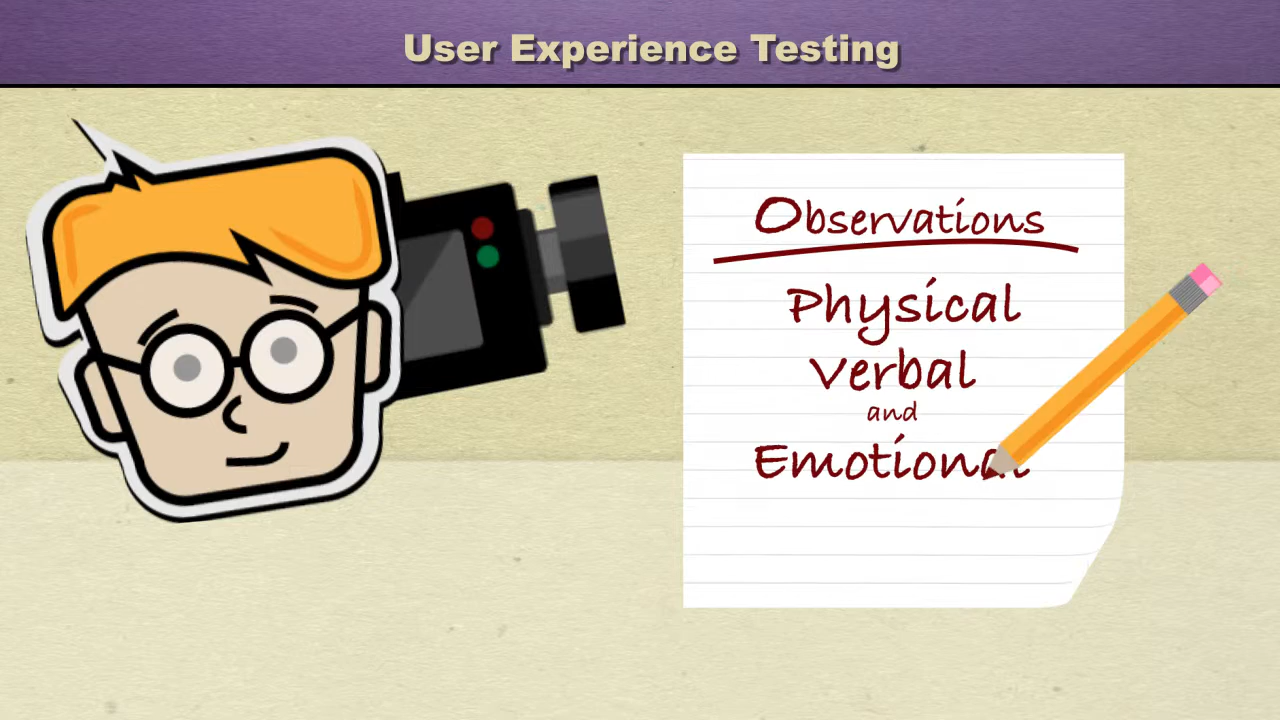 User Experience Testing
Observations
Physical
Verbal
and
Emotional